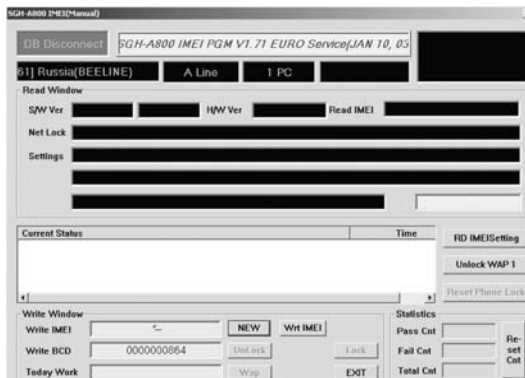 SGH-A800 IMEI(Manual)
DB Disconnect SGH-A800 IMEI PGM V1.71 EURO Service(JAN 10, 03
61] Russia(BEELINE) A Line 1 PC
Read Window
S/W Ver H/W Ver Read IMEI
Net Lock
Settings
Current Status Time
RD IMEISetting
Unlock WAP 1
Reset Phone Lock
Write Window Statistics
Write IMEI *-- NEW Wrt IMEI Pass Cnt
Write BCD 0000000864 UnLock Lock Fail Cnt
Re-
set
Cnt
Today Work Wap EXIT Total Cnt